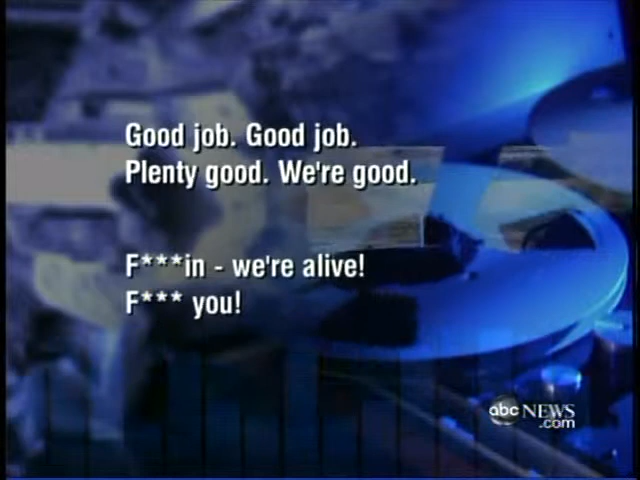 Good job. Good job.
Plenty good. We're good.
F***in - we're alive!
F*** you!
abc NEWS
.com